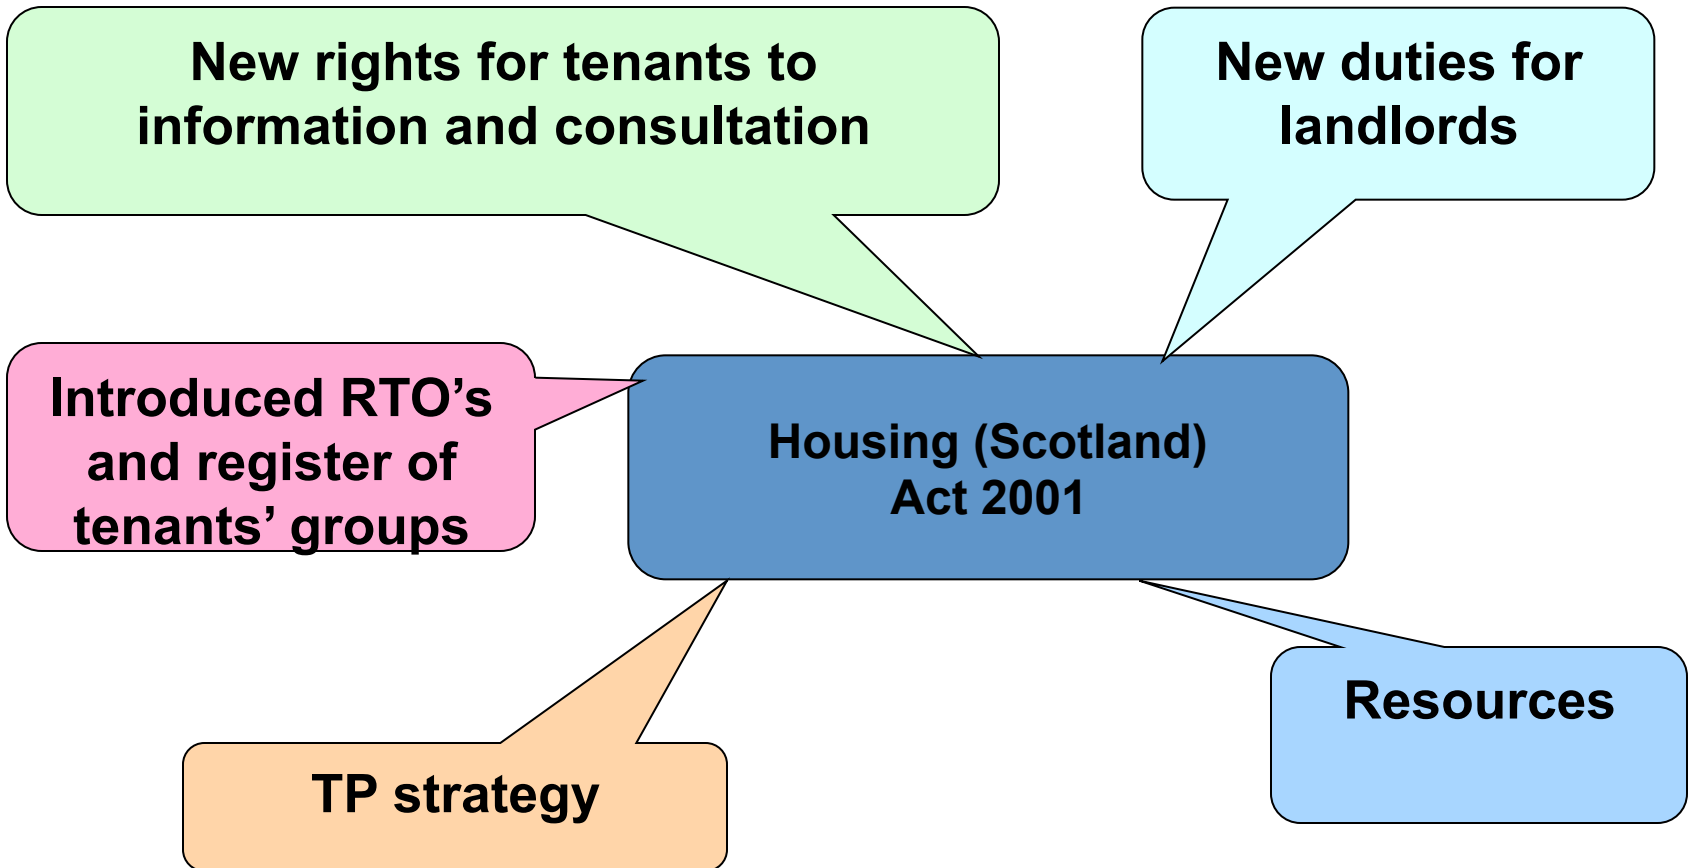 New rights for tenants to
information and consultation
New duties for
landlords
Introduced RTO’s
and register of
tenants’ groups
Housing (Scotland)
Act 2001
TP strategy
Resources